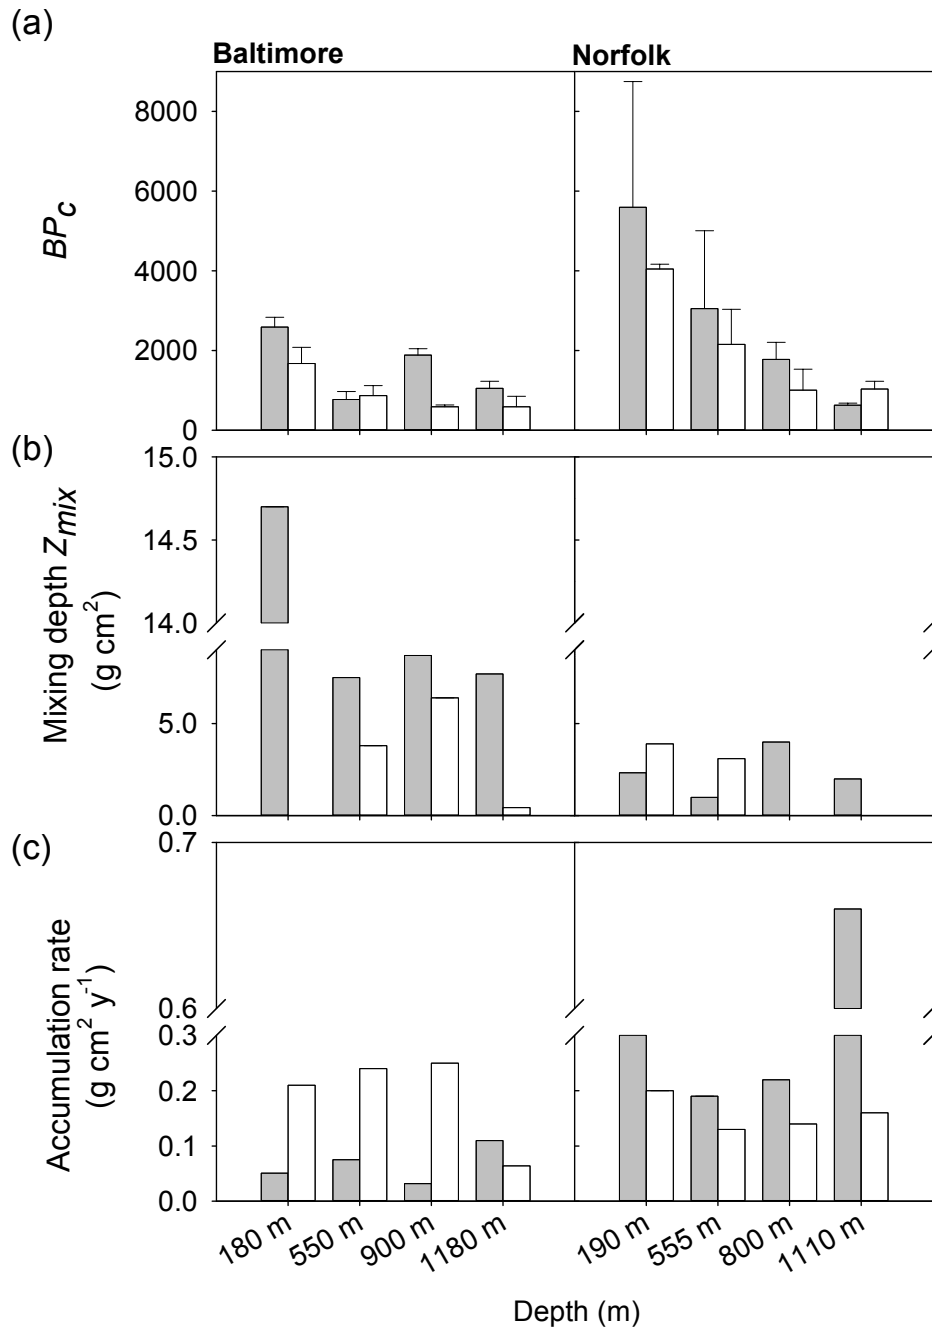 (a)
Baltimore Norfolk
8000
6000
4000
2000
0
BPc
(b)
15.0
14.5
14.0
5.0
0.0
Mixing depth Zmix
(g cm²)
(c)
0.7
0.6
0.3
0.2
0.1
0.0
Accumulation rate
(g cm² y⁻¹)
180 m 550 m 900 m 1180 m 190 m 555 m 800 m 1110 m
Depth (m)